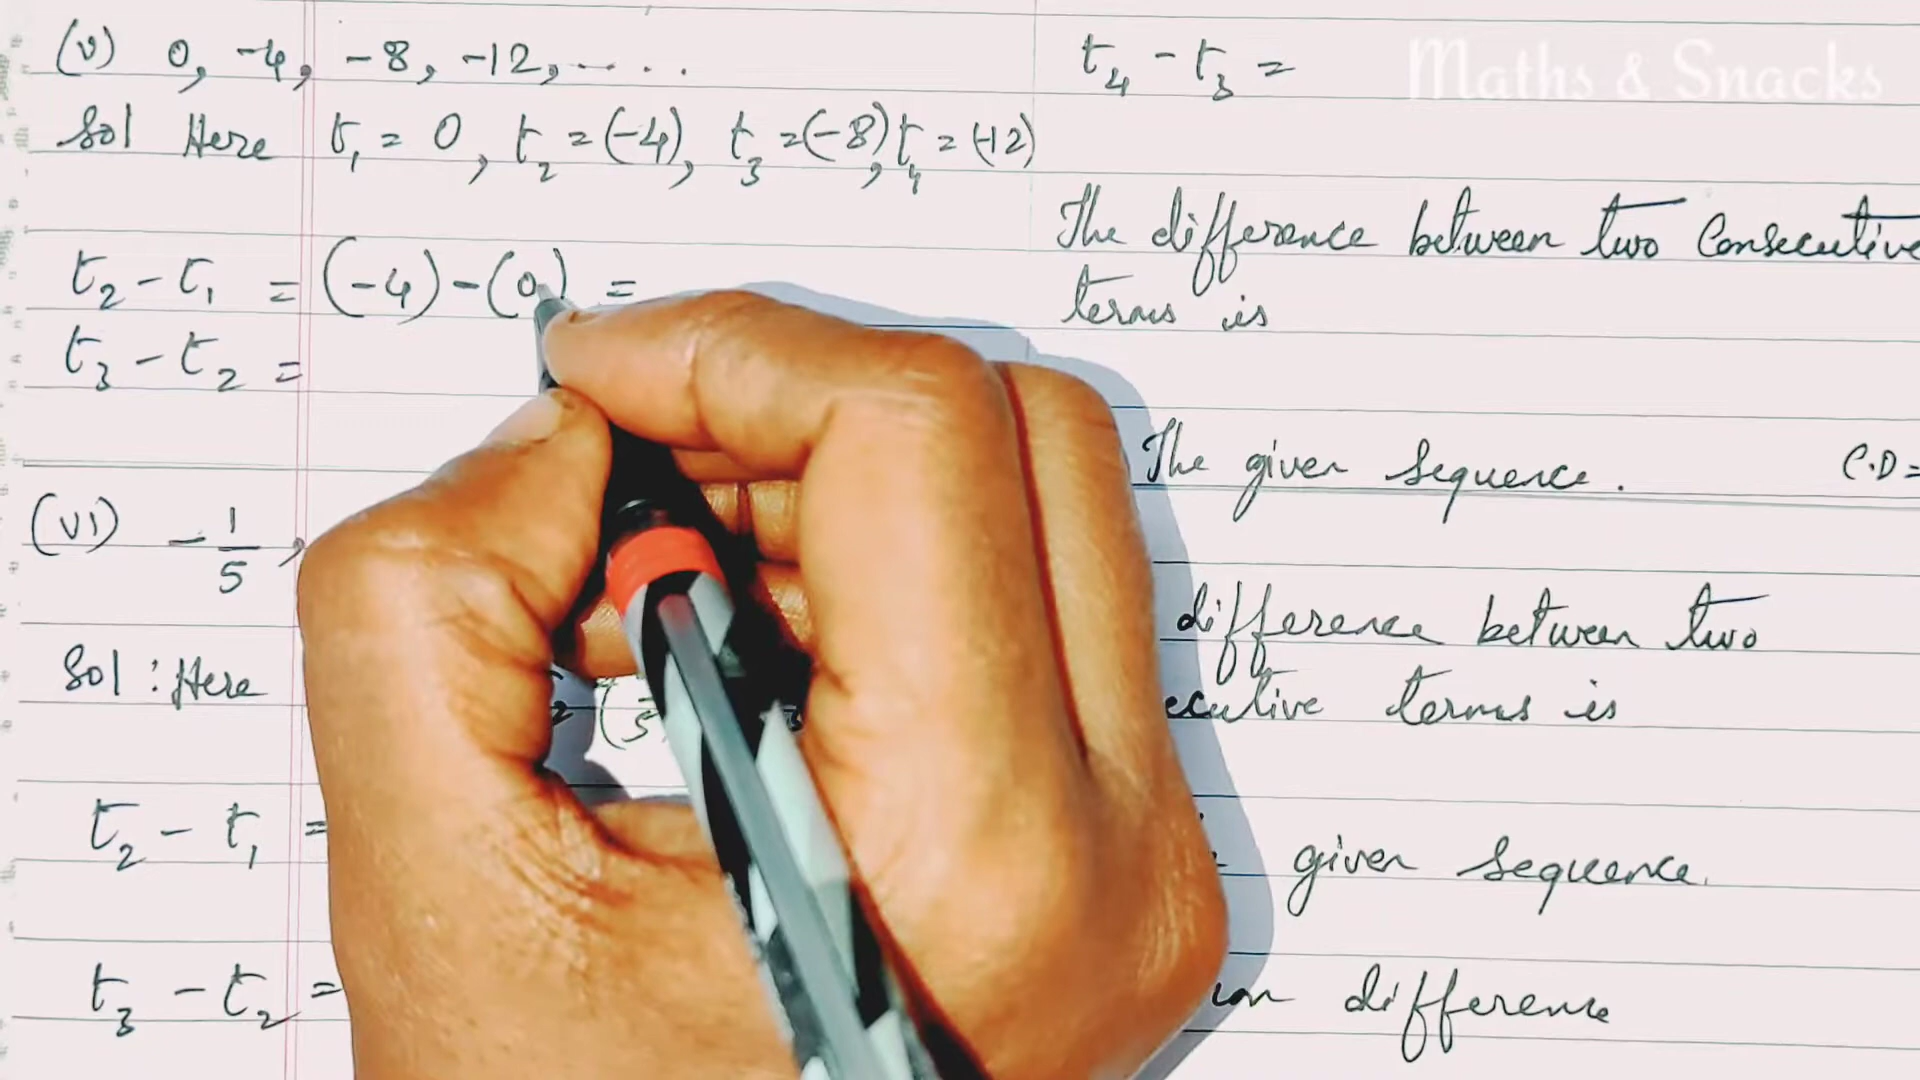 (v) 0, -4, -8, -12, ....
Sol Here t₁ = 0, t₂ = (-4), t₃ = (-8), t₄ = (-12)
t₂ - t₁ = (-4) - (0) =
t₃ - t₂ =
(VI) - 1/5,
Sol : Here
t₂ - t₁ =
t₃ - t₂ =
Maths & Snacks
t₄ - t₃ =
The difference between two Consecutive
terms is
The given sequence. C.D =
difference between two
terms is
given sequence.
difference